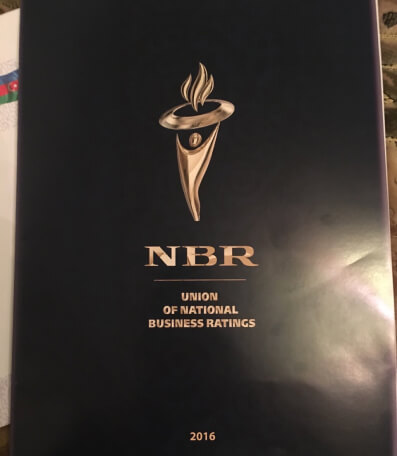 NBR
UNION
OF NATIONAL
BUSINESS RATINGS
2016